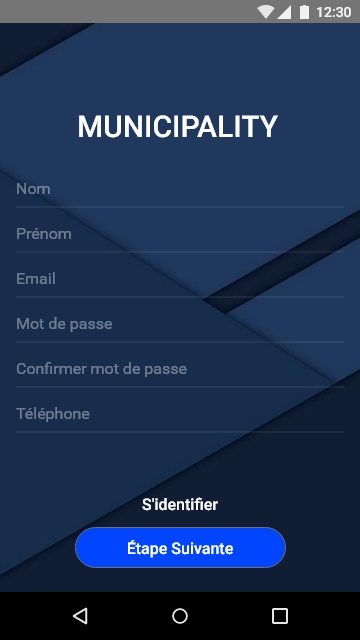 12:30
MUNICIPALITY
Nom
Prénom
Email
Mot de passe
Confirmer mot de passe
Téléphone
S'identifier
Étape Suivante